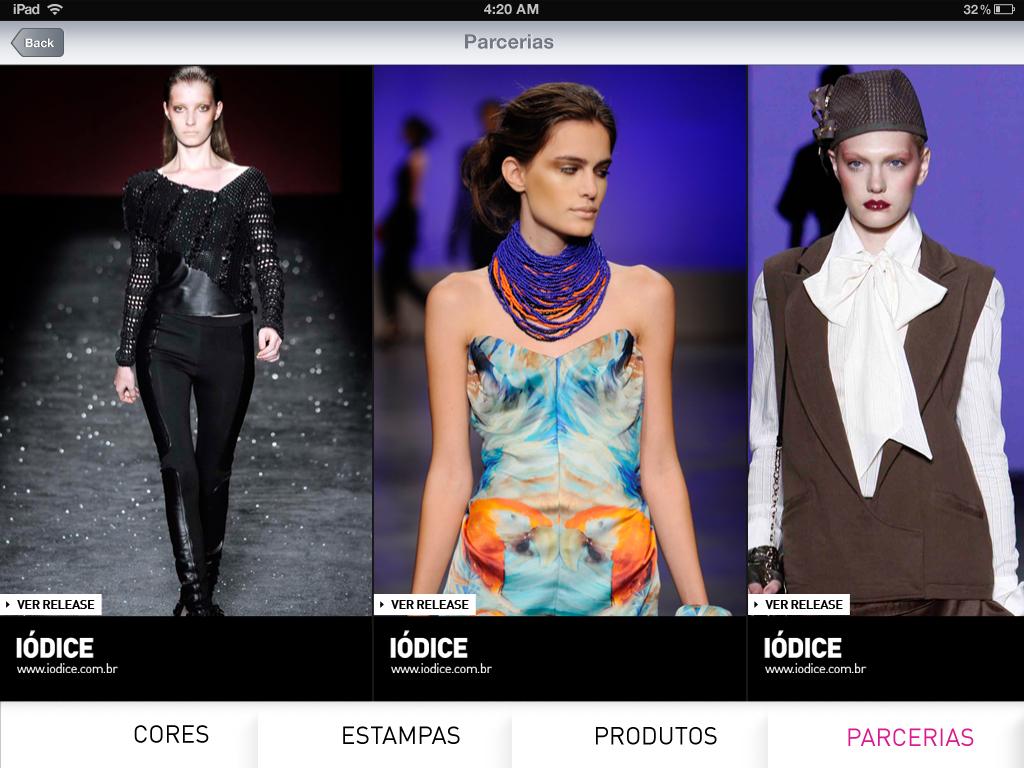 iPad 4:20 AM 32%
Back Parcerias
VER RELEASE VER RELEASE VER RELEASE
IÓDICE IÓDICE IÓDICE
www.iodice.com.br www.iodice.com.br www.iodice.com.br
CORES ESTAMPAS PRODUTOS PARCERIAS